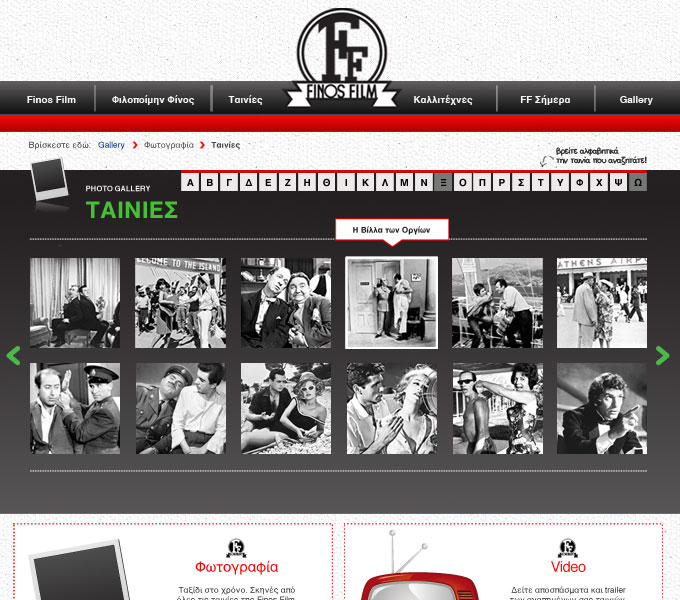 FF
FINOS FILM
Finos Film
Φιλοποίμην Φίνος
Ταινίες
Καλλιτέχνες
FF Σήμερα
Gallery
Βρίσκεστε εδώ: Gallery > Φωτογραφία > Ταινίες
βρείτε αλφαβητικά
την ταινία που αναζητάτε!
Α Β Γ Δ Ε Ζ Η Θ Ι Κ Λ Μ Ν Ξ Ο Π Ρ Σ Τ Υ Φ Χ Ψ Ω
PHOTO GALLERY
ΤΑΙΝΙΕΣ
Η Βίλλα των Οργίων
WELCOME TO THE ISLAND
ATHENS AIRP
FF
Φωτογραφία
Ταξίδι στο χρόνο. Σκηνές από
όλες τις ταινίες της Finos Film
FF
Video
Δείτε αποσπάσματα και trailer
των αγαπημένων σας ταινιών